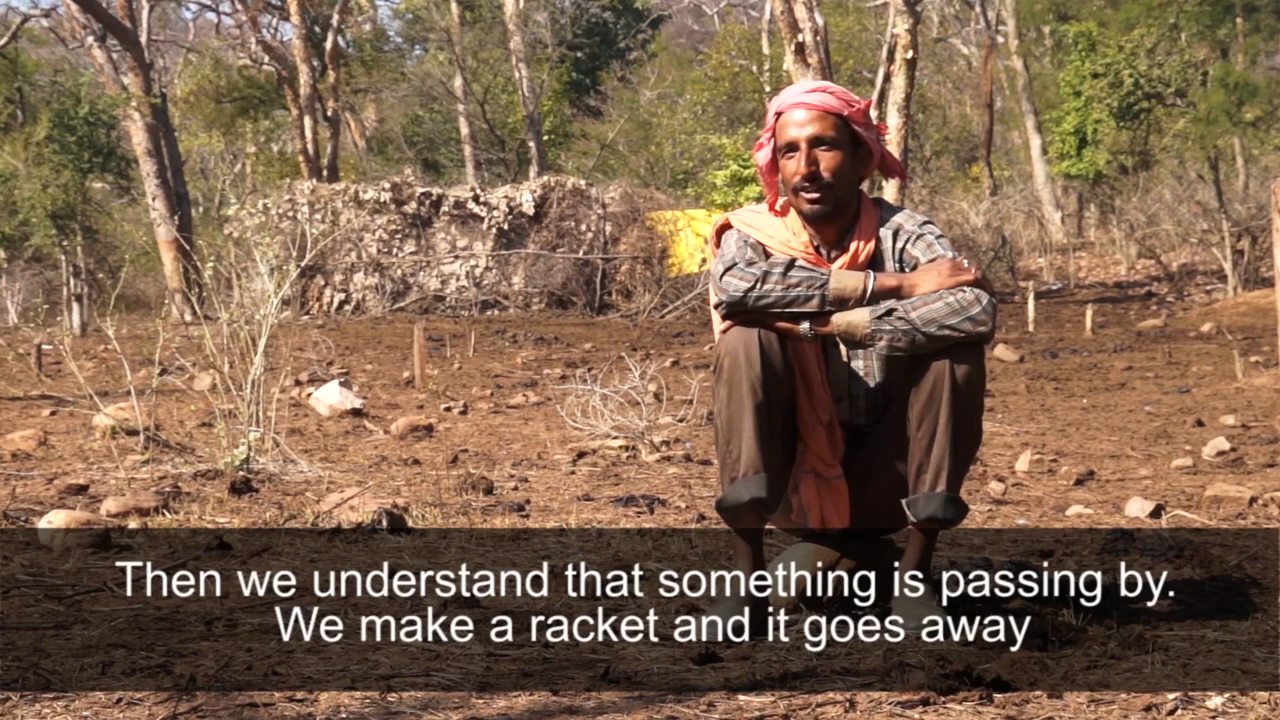 Then we understand that something is passing by.
We make a racket and it goes away